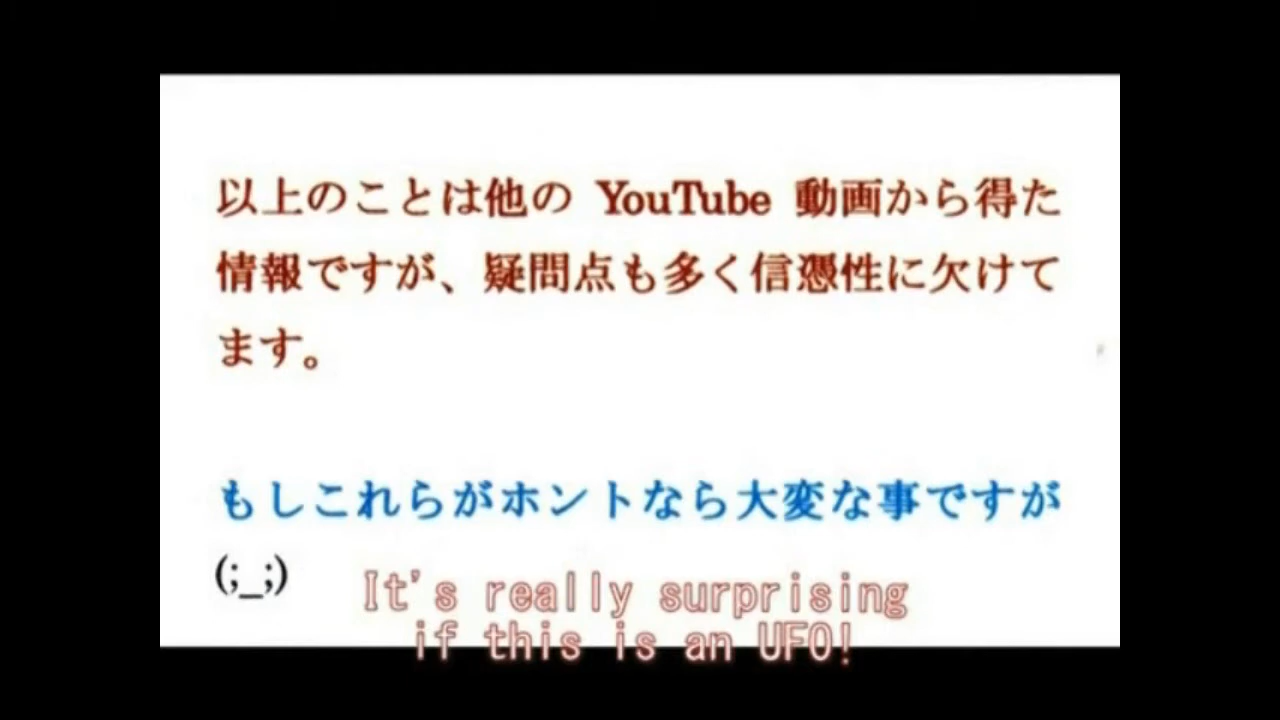 以上のことは他の YouTube 動画から得た
情報ですが、疑問点も多く信憑性に欠けて
ます。
もしこれらがホントなら大変な事ですが
(;_;)
It's really surprising
if this is an UFO!